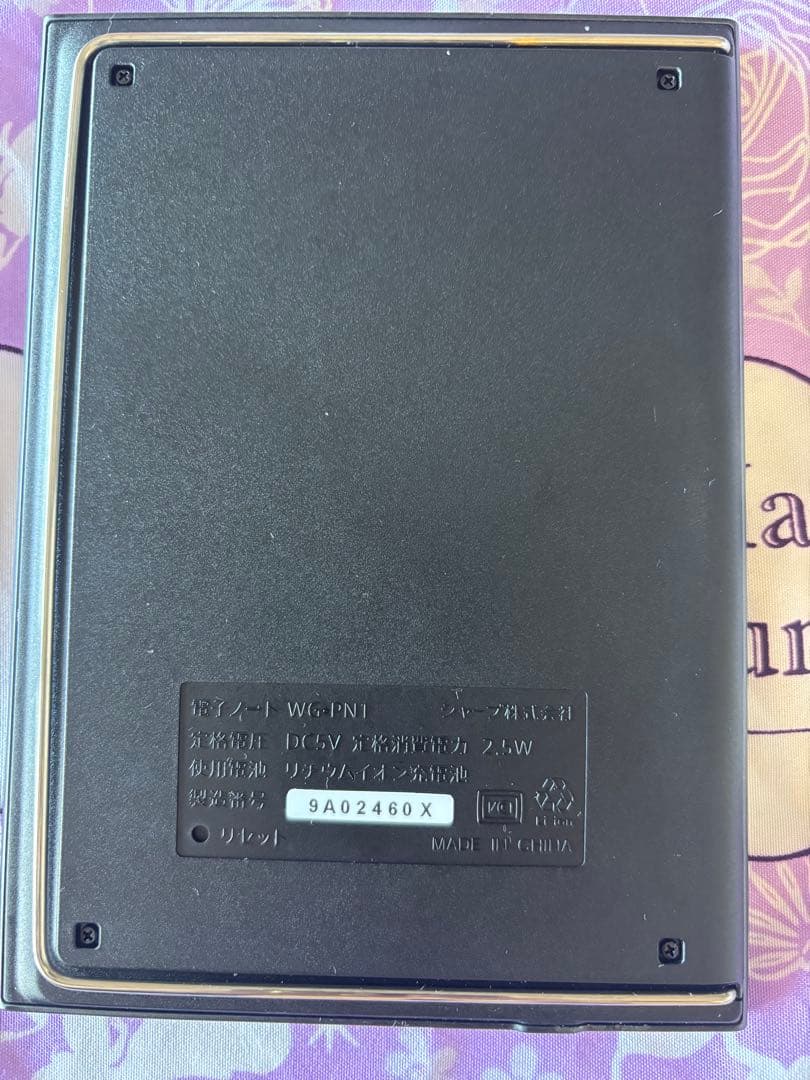 電子ノート WG-PN1 シャープ株式会社
定格電圧 DC5V 定格消費電力 2.5W
使用電池 リチウムイオン充電池
製造番号 9A02460X
Li-ion
リセット MADE IN CHINA